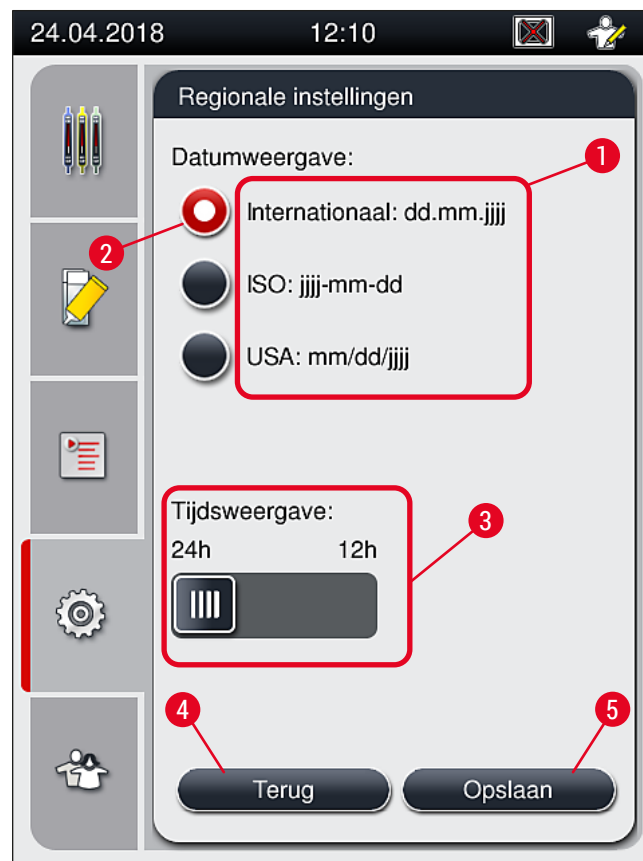 24.04.2018 12:10
Regionale instellingen
Datumweergave:
1
Internationaal: dd.mm.jjjj
2
ISO: jjjj-mm-dd
USA: mm/dd/jjjj
Tijdsweergave:
3
24h 12h
4
5
Terug Opslaan